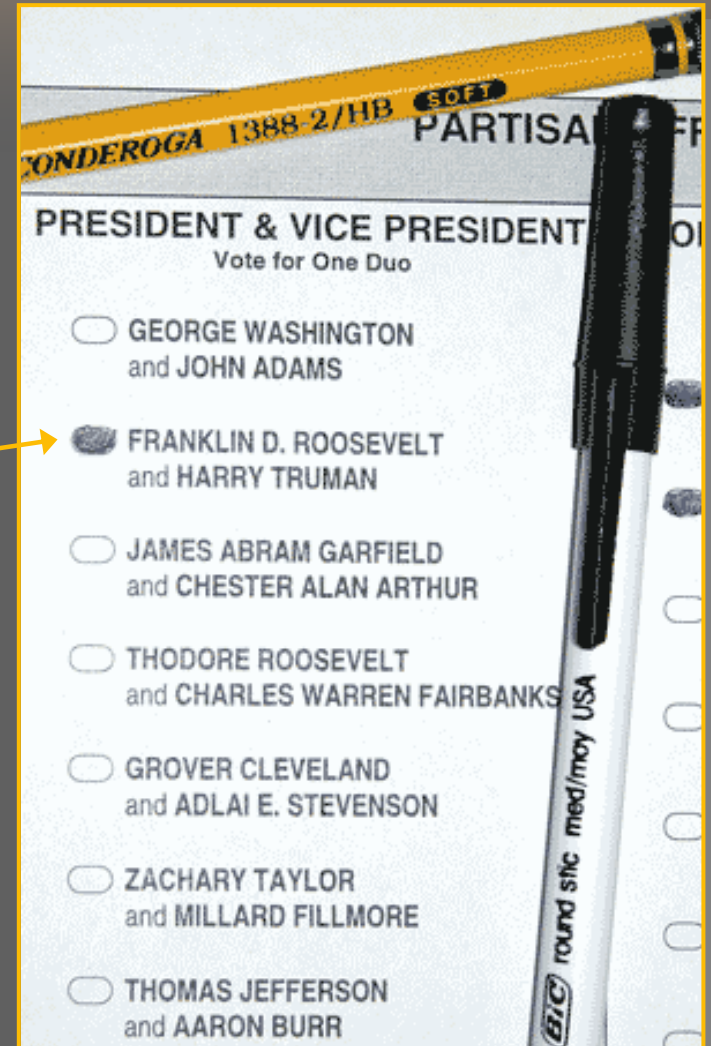 CONDEROGA 1388-2/HB SOFT
PARTISA
PRESIDENT & VICE PRESIDENT
Vote for One Duo
GEORGE WASHINGTON
and JOHN ADAMS
FRANKLIN D. ROOSEVELT
and HARRY TRUMAN
JAMES ABRAM GARFIELD
and CHESTER ALAN ARTHUR
THODORE ROOSEVELT
and CHARLES WARREN FAIRBANKS
GROVER CLEVELAND
and ADLAI E. STEVENSON
ZACHARY TAYLOR
and MILLARD FILLMORE
THOMAS JEFFERSON
and AARON BURR
BiC round stic med/moy USA